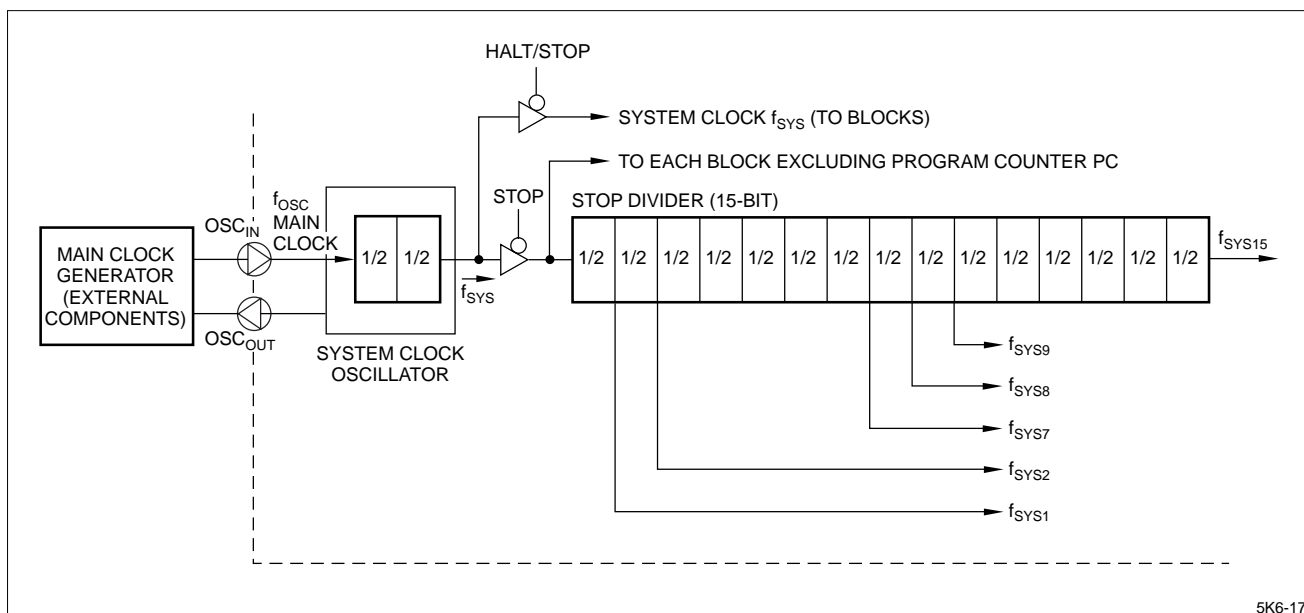 HALT/STOP
SYSTEM CLOCK fSYS (TO BLOCKS)
TO EACH BLOCK EXCLUDING PROGRAM COUNTER PC
STOP
STOP DIVIDER (15-BIT)
OSCIN
fOSC
MAIN
CLOCK
MAIN CLOCK
GENERATOR
(EXTERNAL
COMPONENTS)
1/2 1/2
fSYS
1/2 1/2 1/2 1/2 1/2 1/2 1/2 1/2 1/2 1/2 1/2 1/2 1/2 1/2 1/2
fSYS15
OSCOUT
SYSTEM CLOCK
OSCILLATOR
fSYS9
fSYS8
fSYS7
fSYS2
fSYS1
5K6-17